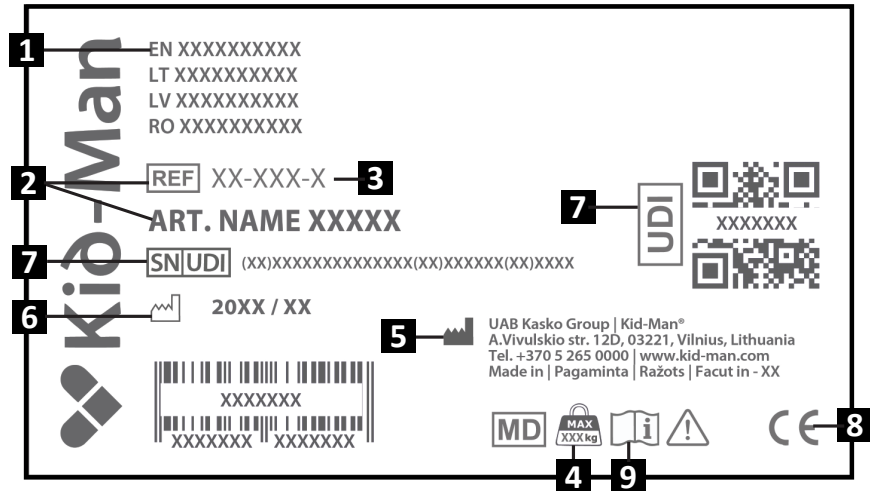 1
EN XXXXXXXXXX
LT XXXXXXXXXX
LV XXXXXXXXXX
RO XXXXXXXXXX
Kid-Man
2
REF XX-XXX-X
3
ART. NAME XXXXX
7
SN UDI (XX)XXXXXXXXXXXXXX(XX)XXXXXX(XX)XXXX
6
20XX / XX
XXXXXXX
XXXXXXX XXXXXXX
7
UDI
XXXXXXX
5
UAB Kasko Group | Kid-Man®
A.Vivulskio str. 12D, 03221, Vilnius, Lithuania
Tel. +370 5 265 0000 | www.kid-man.com
Made in | Pagaminta | Ražots | Facut in - XX
MD
MAX
XXX kg
i
!
CE
8
4
9